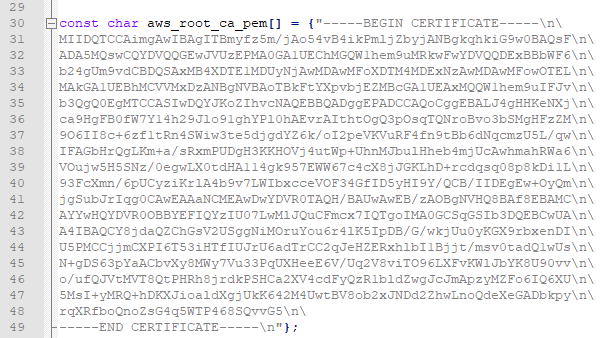 29
30 const char aws_root_ca_pem[] = {"-----BEGIN CERTIFICATE-----\n\
31 MIIDQTCCAimgAwIBAgITBmyfz5m/jAo54vB4ikPmljZbyjANBgkqhkiG9w0BAQsF\n\
32 ADA5MQswCQYDVQQGEwJVUzEPMA0GA1UEChMGQW1hem9uMRkwFwYDVQQDExBBbWF6\n\
33 b24gUm9vdCBDQSAxMB4XDTE1MDUyNjAwMDAwMFoXDTM4MDExNzAwMDAwMFowOTEL\n\
34 MAkGA1UEBhMCVVMxDzANBgNVBAoTBkFtYXpvbjEZMBcGA1UEAxMQQW1hem9uIFJv\n\
35 b3QgQ0EgMTCCASIwDQYJKoZIhvcNAQEBBQADggEPADCCAQoCggEBALJ4gHHKeNXj\n\
36 ca9HgFB0fW7Y14h29Jlo91ghYPl0hAEvrAIthtOgQ3pOsqTQNroBvo3bSMgHFzZM\n\
37 9O6II8c+6zf1tRn4SWiw3te5djgdYZ6k/oI2peVKVuRF4fn9tBb6dNqcmzU5L/qw\n\
38 IFAGbHrQgLKm+a/sRxmPUDgH3KKHOVj4utWp+UhnMJbulHheb4mjUcAwhmahRWa6\n\
39 VOujw5H5SNz/0egwLX0tdHA114gk957EWW67c4cX8jJGKLhD+rcdqsq08p8kDi1L\n\
40 93FcXmn/6pUCyziKrlA4b9v7LWIbxcceVOF34GfID5yHI9Y/QCB/IIDEgEw+OyQm\n\
41 jgSubJrIqg0CAwEAAaNCMEAwDwYDVR0TAQH/BAUwAwEB/zAOBgNVHQ8BAf8EBAMC\n\
42 AYYwHQYDVR0OBBYEFIQYzIU07LwMlJQuCFmcx7IQTgoIMA0GCSqGSIb3DQEBCwUA\n\
43 A4IBAQCY8jdaQZChGsV2USggNiMOruYou6r4lK5IpDB/G/wkjUu0yKGX9rbxenDI\n\
44 U5PMCCjjmCXPI6T53iHTfIUJrU6adTrCC2qJeHZERxhlbI1Bjjt/msv0tadQ1wUs\n\
45 N+gDS63pYaACbvXy8MWy7Vu33PqUXHeeE6V/Uq2V8viTO96LXFvKWlJbYK8U90vv\n\
46 o/ufQJVtMVT8QtPHRh8jrdkPSHCa2XV4cdFyQzR1bldZwgJcJmApzyMZFo6IQ6XU\n\
47 5MsI+yMRQ+hDKXJioaldXgjUkK642M4UwtBV8ob2xJNDd2ZhwLnoQdeXeGADbkpy\n\
48 rqXRfboQnoZsG4q5WTP468SQvvG5\n\
49 -----END CERTIFICATE-----\n"};